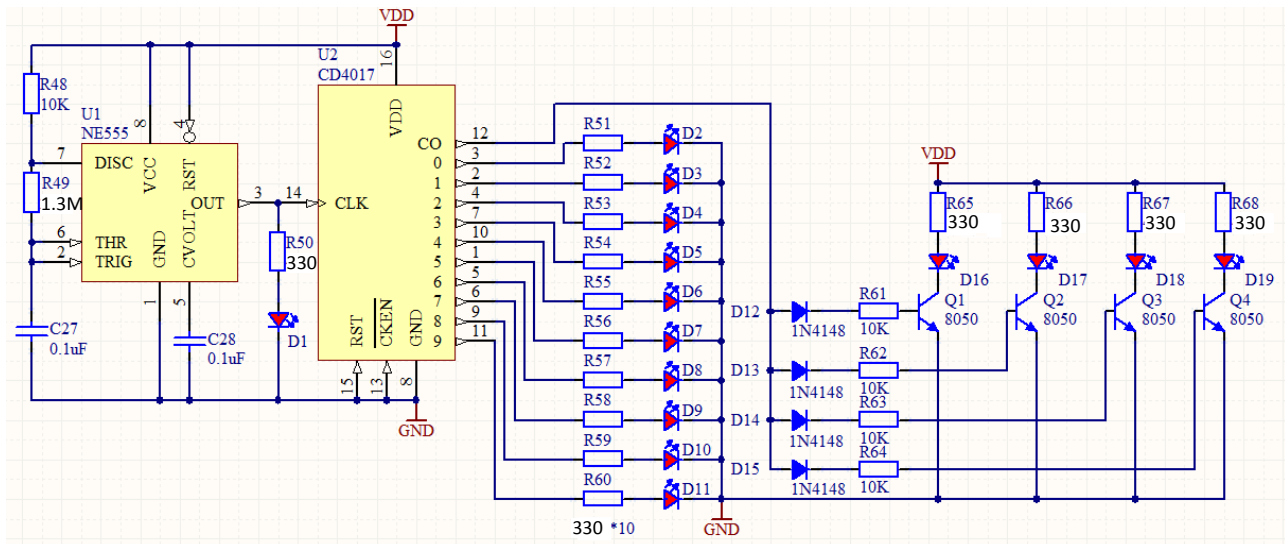 VDD
U2
CD4017
16
VDD
R48
10K
U1
NE555
8
4
VCC
RST
7
DISC
R49
1.3M
OUT
3
14
CLK
6
THR
2
TRIG
GND
CVOLT
1
5
R50
330
C27
0.1uF
C28
0.1uF
D1
RST
CKEN
GND
15
13
8
GND
CO
12
0
3
1
2
2
4
3
7
4
10
5
1
6
5
7
6
8
9
9
11
R51
D2
R52
D3
R53
D4
R54
D5
R55
D6
R56
D7
R57
D8
R58
D9
R59
D10
R60
D11
330 *10
GND
D12
1N4148
R61
10K
D13
1N4148
R62
10K
D14
1N4148
R63
10K
D15
1N4148
R64
10K
VDD
R65
330
R66
330
R67
330
R68
330
D16
D17
D18
D19
Q1
8050
Q2
8050
Q3
8050
Q4
8050